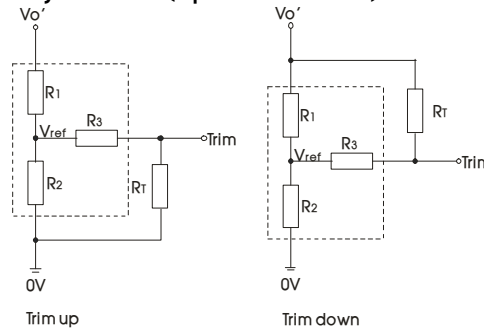 Vo'
R1
R3
Vref
Trim
R2
RT
0V
Trim up
Vo'
R1
RT
R3
Vref
Trim
R2
0V
Trim down